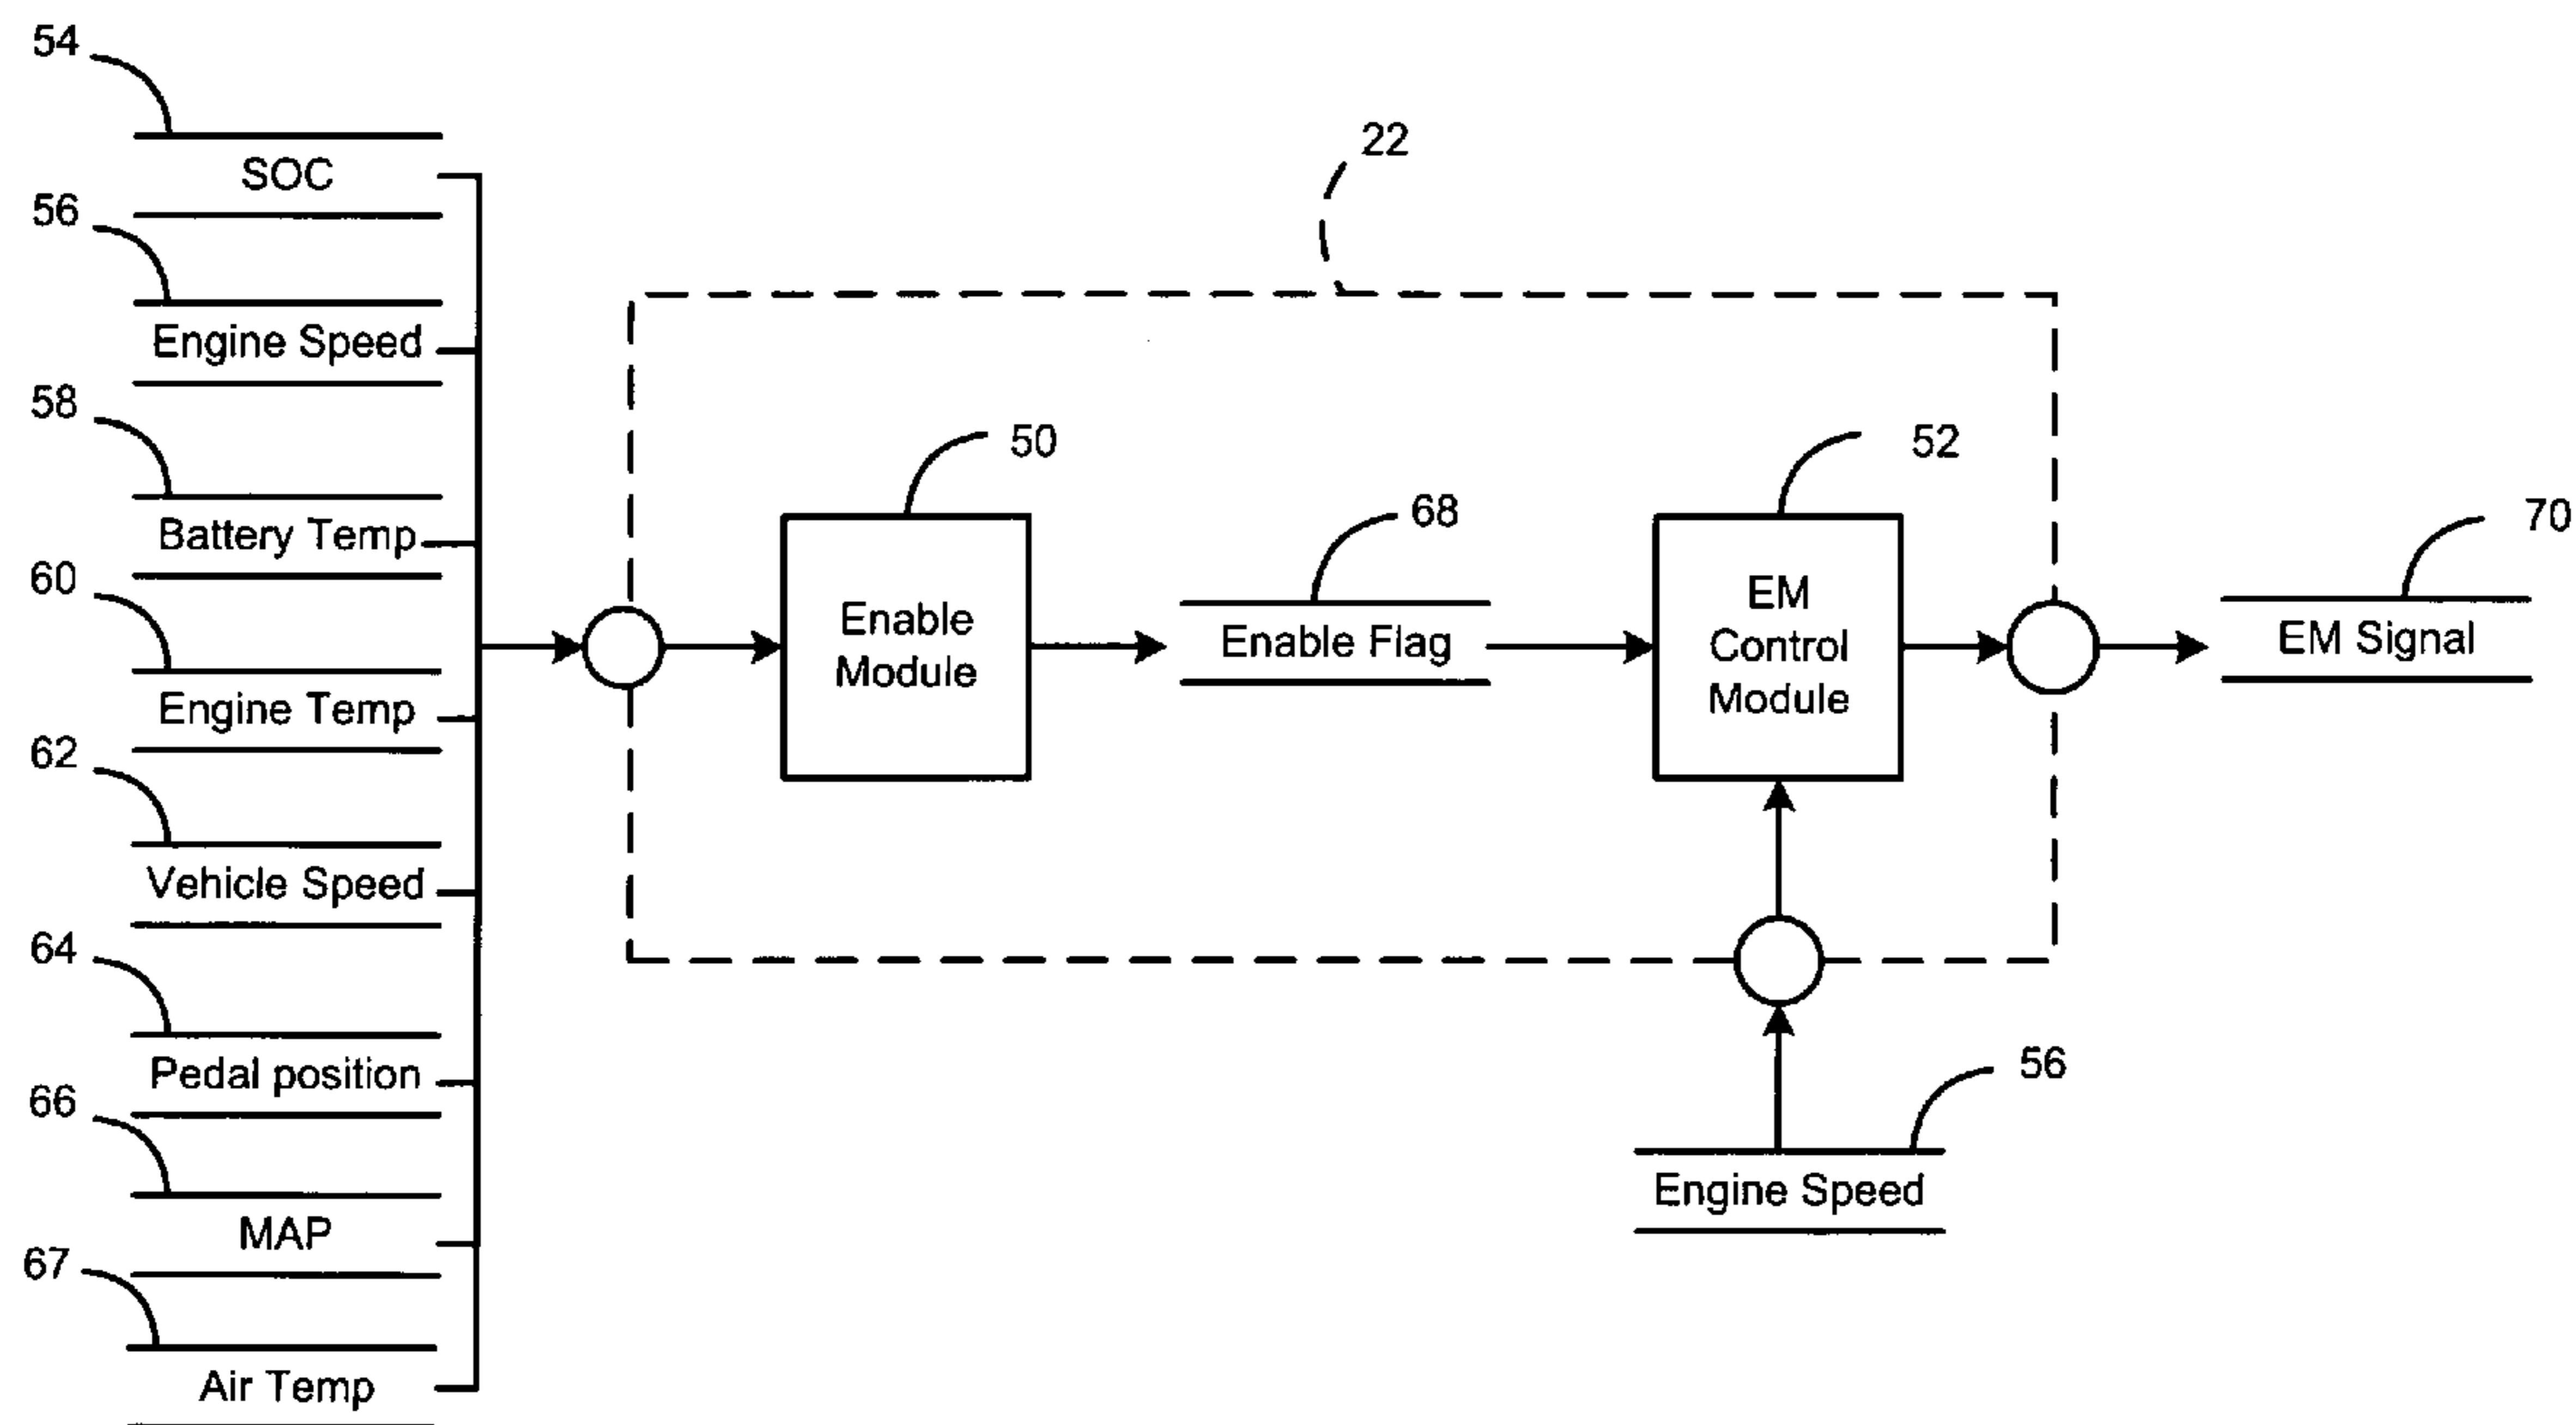 54
SOC
56
Engine Speed
58
Battery Temp
60
Engine Temp
62
Vehicle Speed
64
Pedal position
66
MAP
67
Air Temp
22
50
Enable
Module
68
Enable Flag
52
EM
Control
Module
70
EM Signal
56
Engine Speed